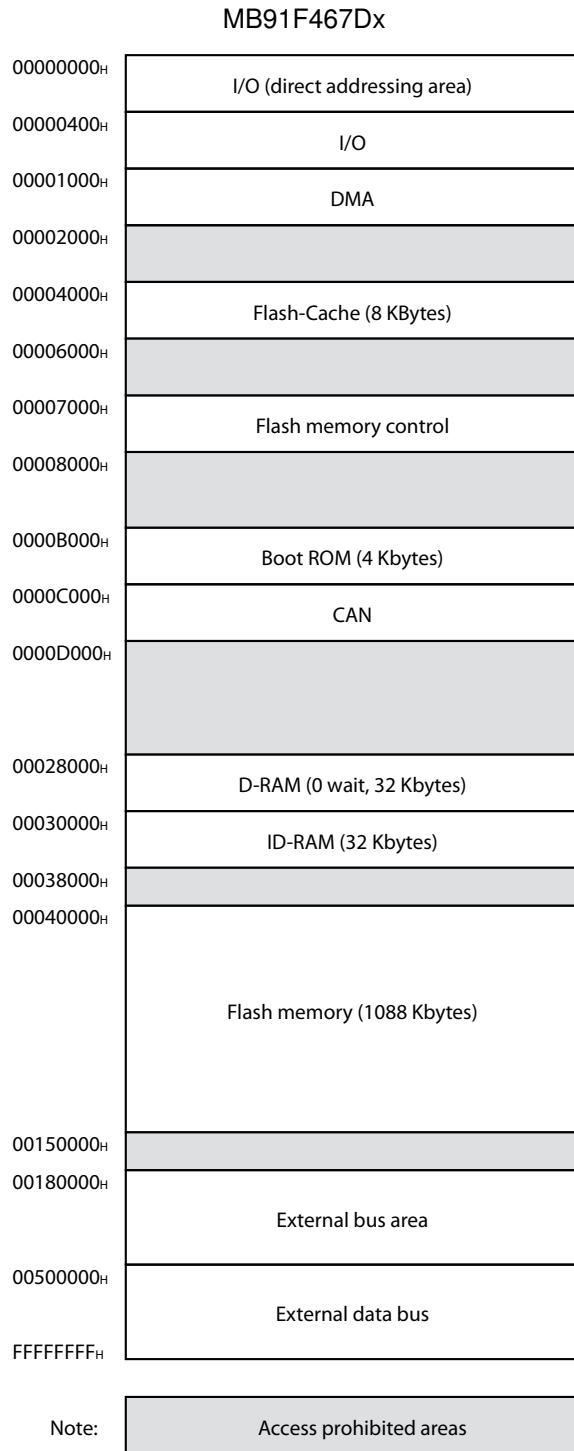 MB91F467Dx
00000000H
I/O (direct addressing area)
00000400H
I/O
00001000H
DMA
00002000H
00004000H
Flash-Cache (8 KBytes)
00006000H
00007000H
Flash memory control
00008000H
0000B000H
Boot ROM (4 Kbytes)
0000C000H
CAN
0000D000H
00028000H
D-RAM (0 wait, 32 Kbytes)
00030000H
ID-RAM (32 Kbytes)
00038000H
00040000H
Flash memory (1088 Kbytes)
00150000H
00180000H
External bus area
00500000H
External data bus
FFFFFFFFH
Note: Access prohibited areas